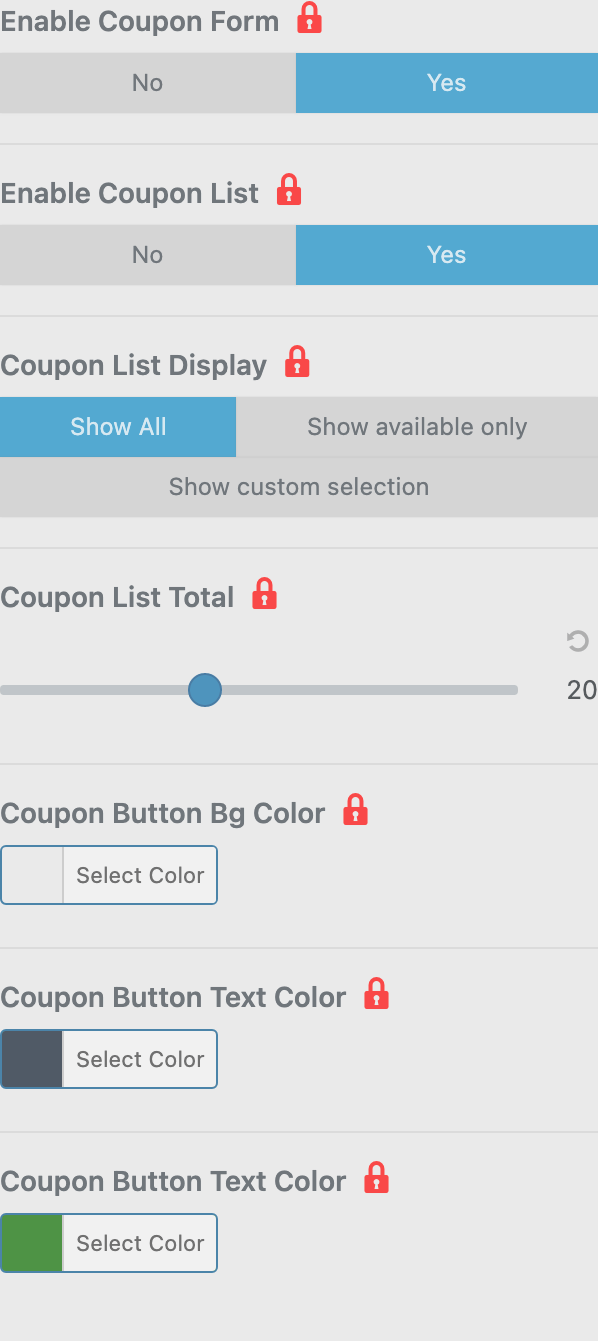 Enable Coupon Form
No Yes
Enable Coupon List
No Yes
Coupon List Display
Show All Show available only
Show custom selection
Coupon List Total
20
Coupon Button Bg Color
Select Color
Coupon Button Text Color
Select Color
Coupon Button Text Color
Select Color